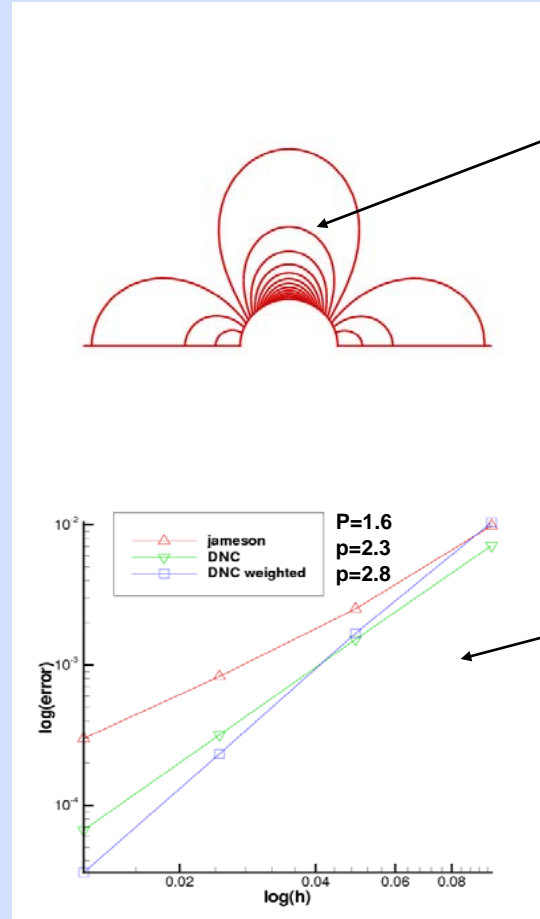 jameson
DNC
DNC weighted
P=1.6
p=2.3
p=2.8
10-2
10-3
10-4
log(error)
0.02
0.04
0.06
0.08
log(h)